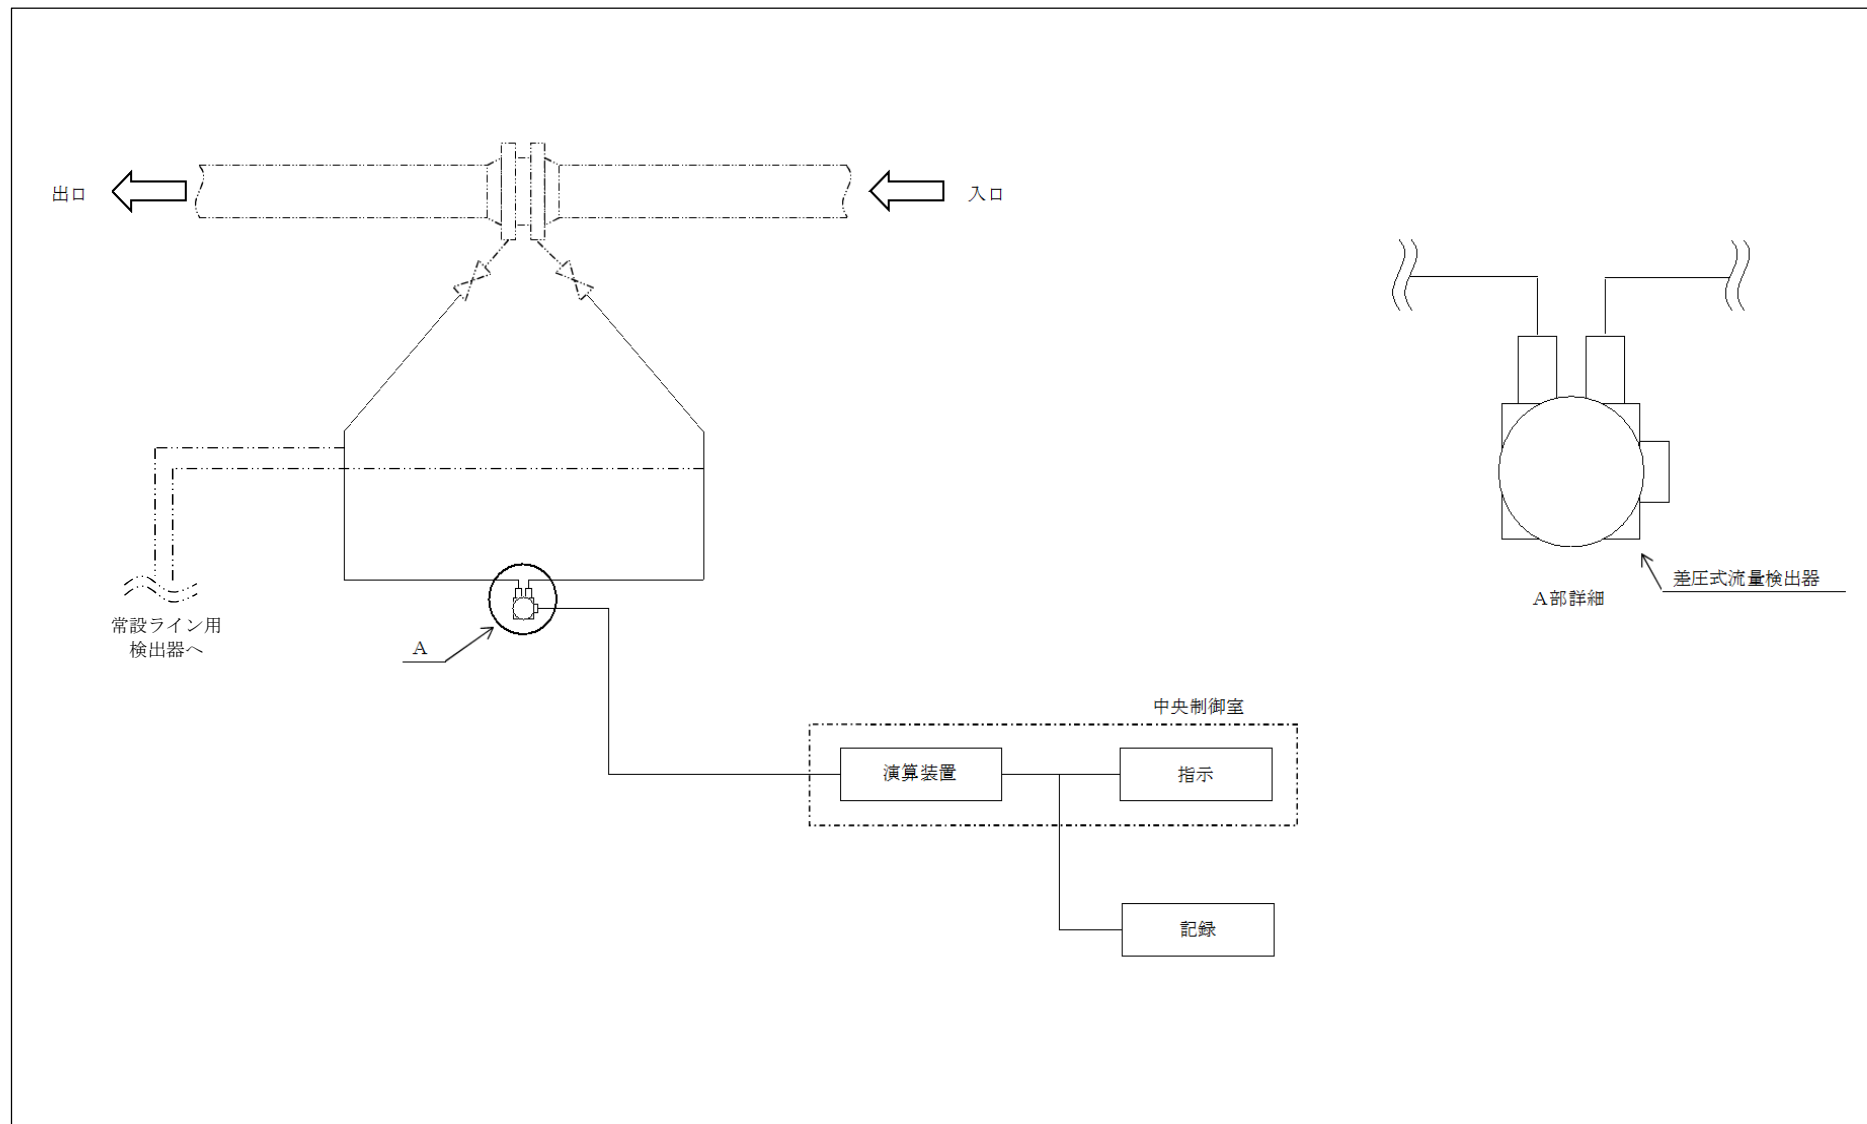 出口
入口
常設ライン用
検出器へ
A
差圧式流量検出器
A部詳細
中央制御室
演算装置
指示
記録